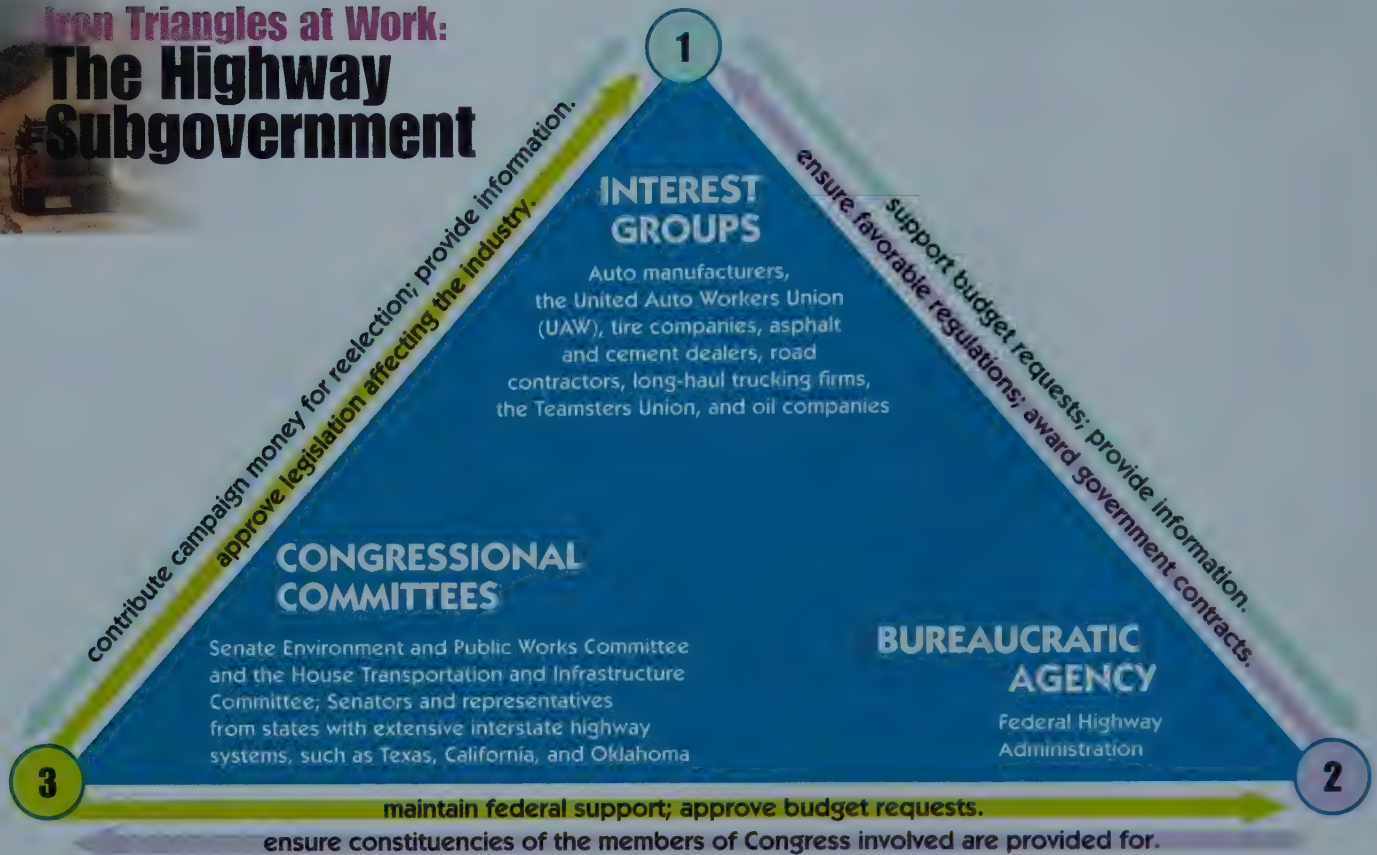 Iron Triangles at Work:
The Highway
Subgovernment
1
contribute campaign money for reelection; provide information.
approve legislation affecting the industry.
support budget requests; provide information.
ensure favorable regulations; award government contracts.
INTEREST
GROUPS
Auto manufacturers,
the United Auto Workers Union
(UAW), tire companies, asphalt
and cement dealers, road
contractors, long-haul trucking firms,
the Teamsters Union, and oil companies
CONGRESSIONAL
COMMITTEES
Senate Environment and Public Works Committee
and the House Transportation and Infrastructure
Committee; Senators and representatives
from states with extensive interstate highway
systems, such as Texas, California, and Oklahoma
BUREAUCRATIC
AGENCY
Federal Highway
Administration
3
2
maintain federal support; approve budget requests.
ensure constituencies of the members of Congress involved are provided for.